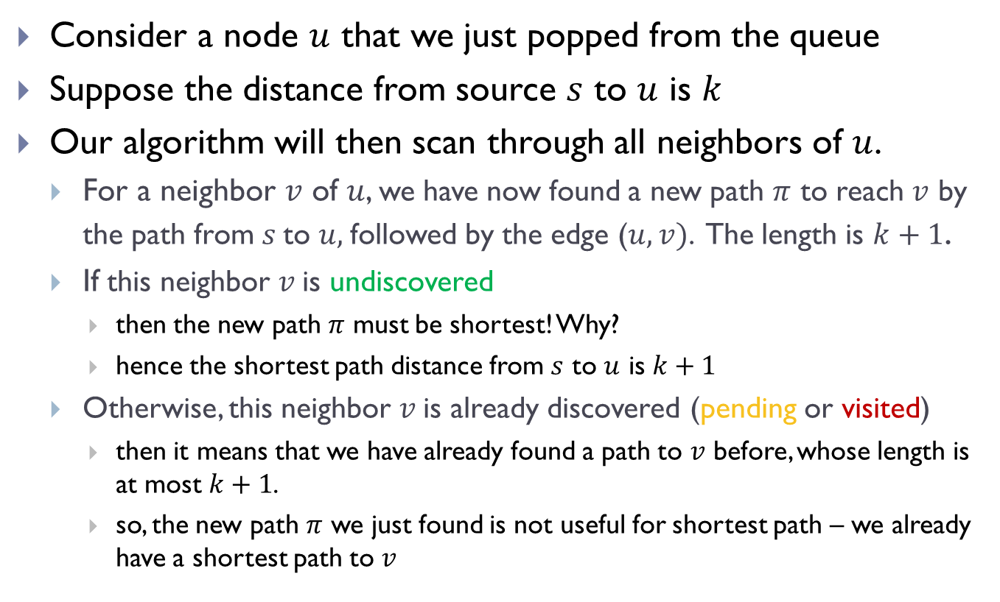 Consider a node 𝑢 that we just popped from the queue
Suppose the distance from source 𝑠 to 𝑢 is 𝑘
Our algorithm will then scan through all neighbors of 𝑢.
For a neighbor 𝑣 of 𝑢, we have now found a new path 𝜋 to reach 𝑣 by
the path from 𝑠 to 𝑢, followed by the edge (𝑢, 𝑣). The length is 𝑘 + 1.
If this neighbor 𝑣 is undiscovered
then the new path 𝜋 must be shortest! Why?
hence the shortest path distance from 𝑠 to 𝑢 is 𝑘 + 1
Otherwise, this neighbor 𝑣 is already discovered (pending or visited)
then it means that we have already found a path to 𝑣 before, whose length is
at most 𝑘 + 1.
so, the new path 𝜋 we just found is not useful for shortest path – we already
have a shortest path to 𝑣